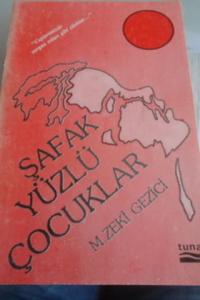 ŞAFAK
YÜZLÜ
ÇOCUKLAR
M. ZEKİ GEZİCİ
tuna